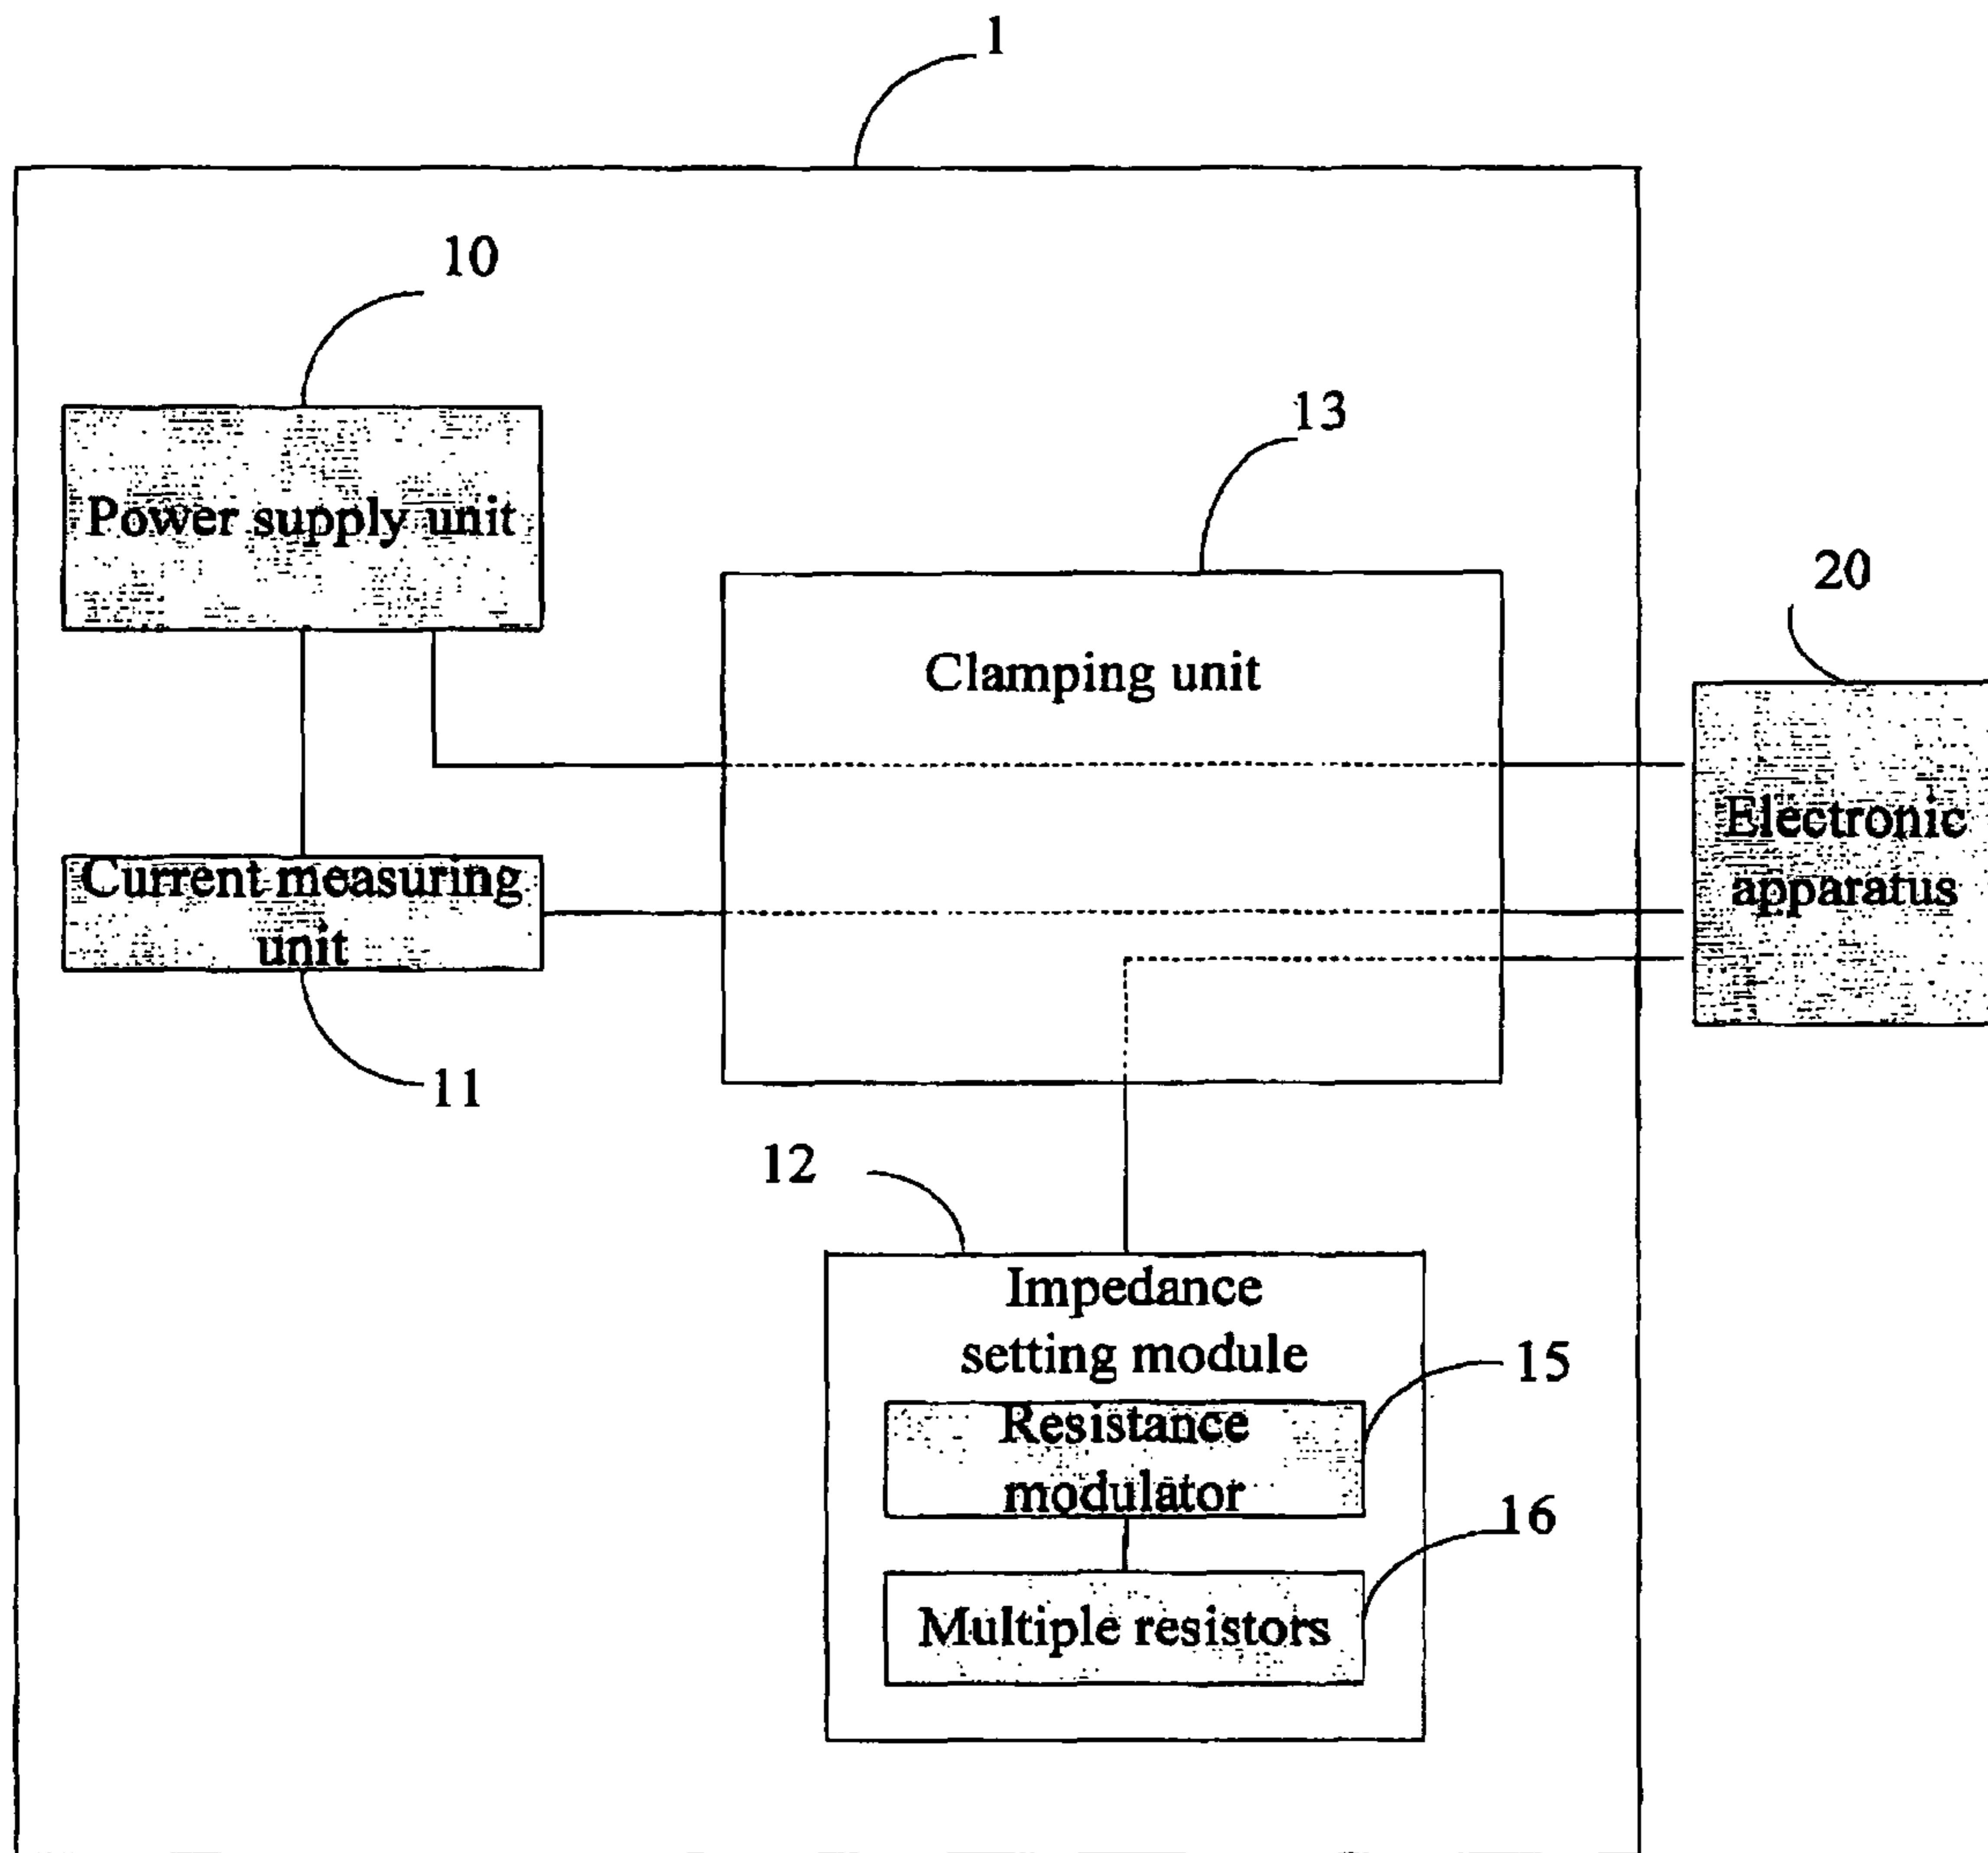 1
10
Power supply unit
13
Clamping unit
20
Electronic
apparatus
Current measuring
unit
11
12
Impedance
setting module
15
Resistance
modulator
16
Multiple resistors